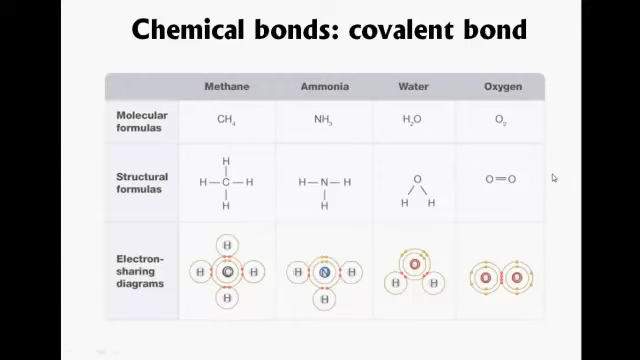 Chemical bonds: covalent bond
Methane Ammonia Water Oxygen
Molecular formulas CH₄ NH₃ H₂O O₂
Structural formulas
H
H—C—H H—N—H O O=O
H H H H
Electron-sharing diagrams
H O
H C H H N H H H O O
H H